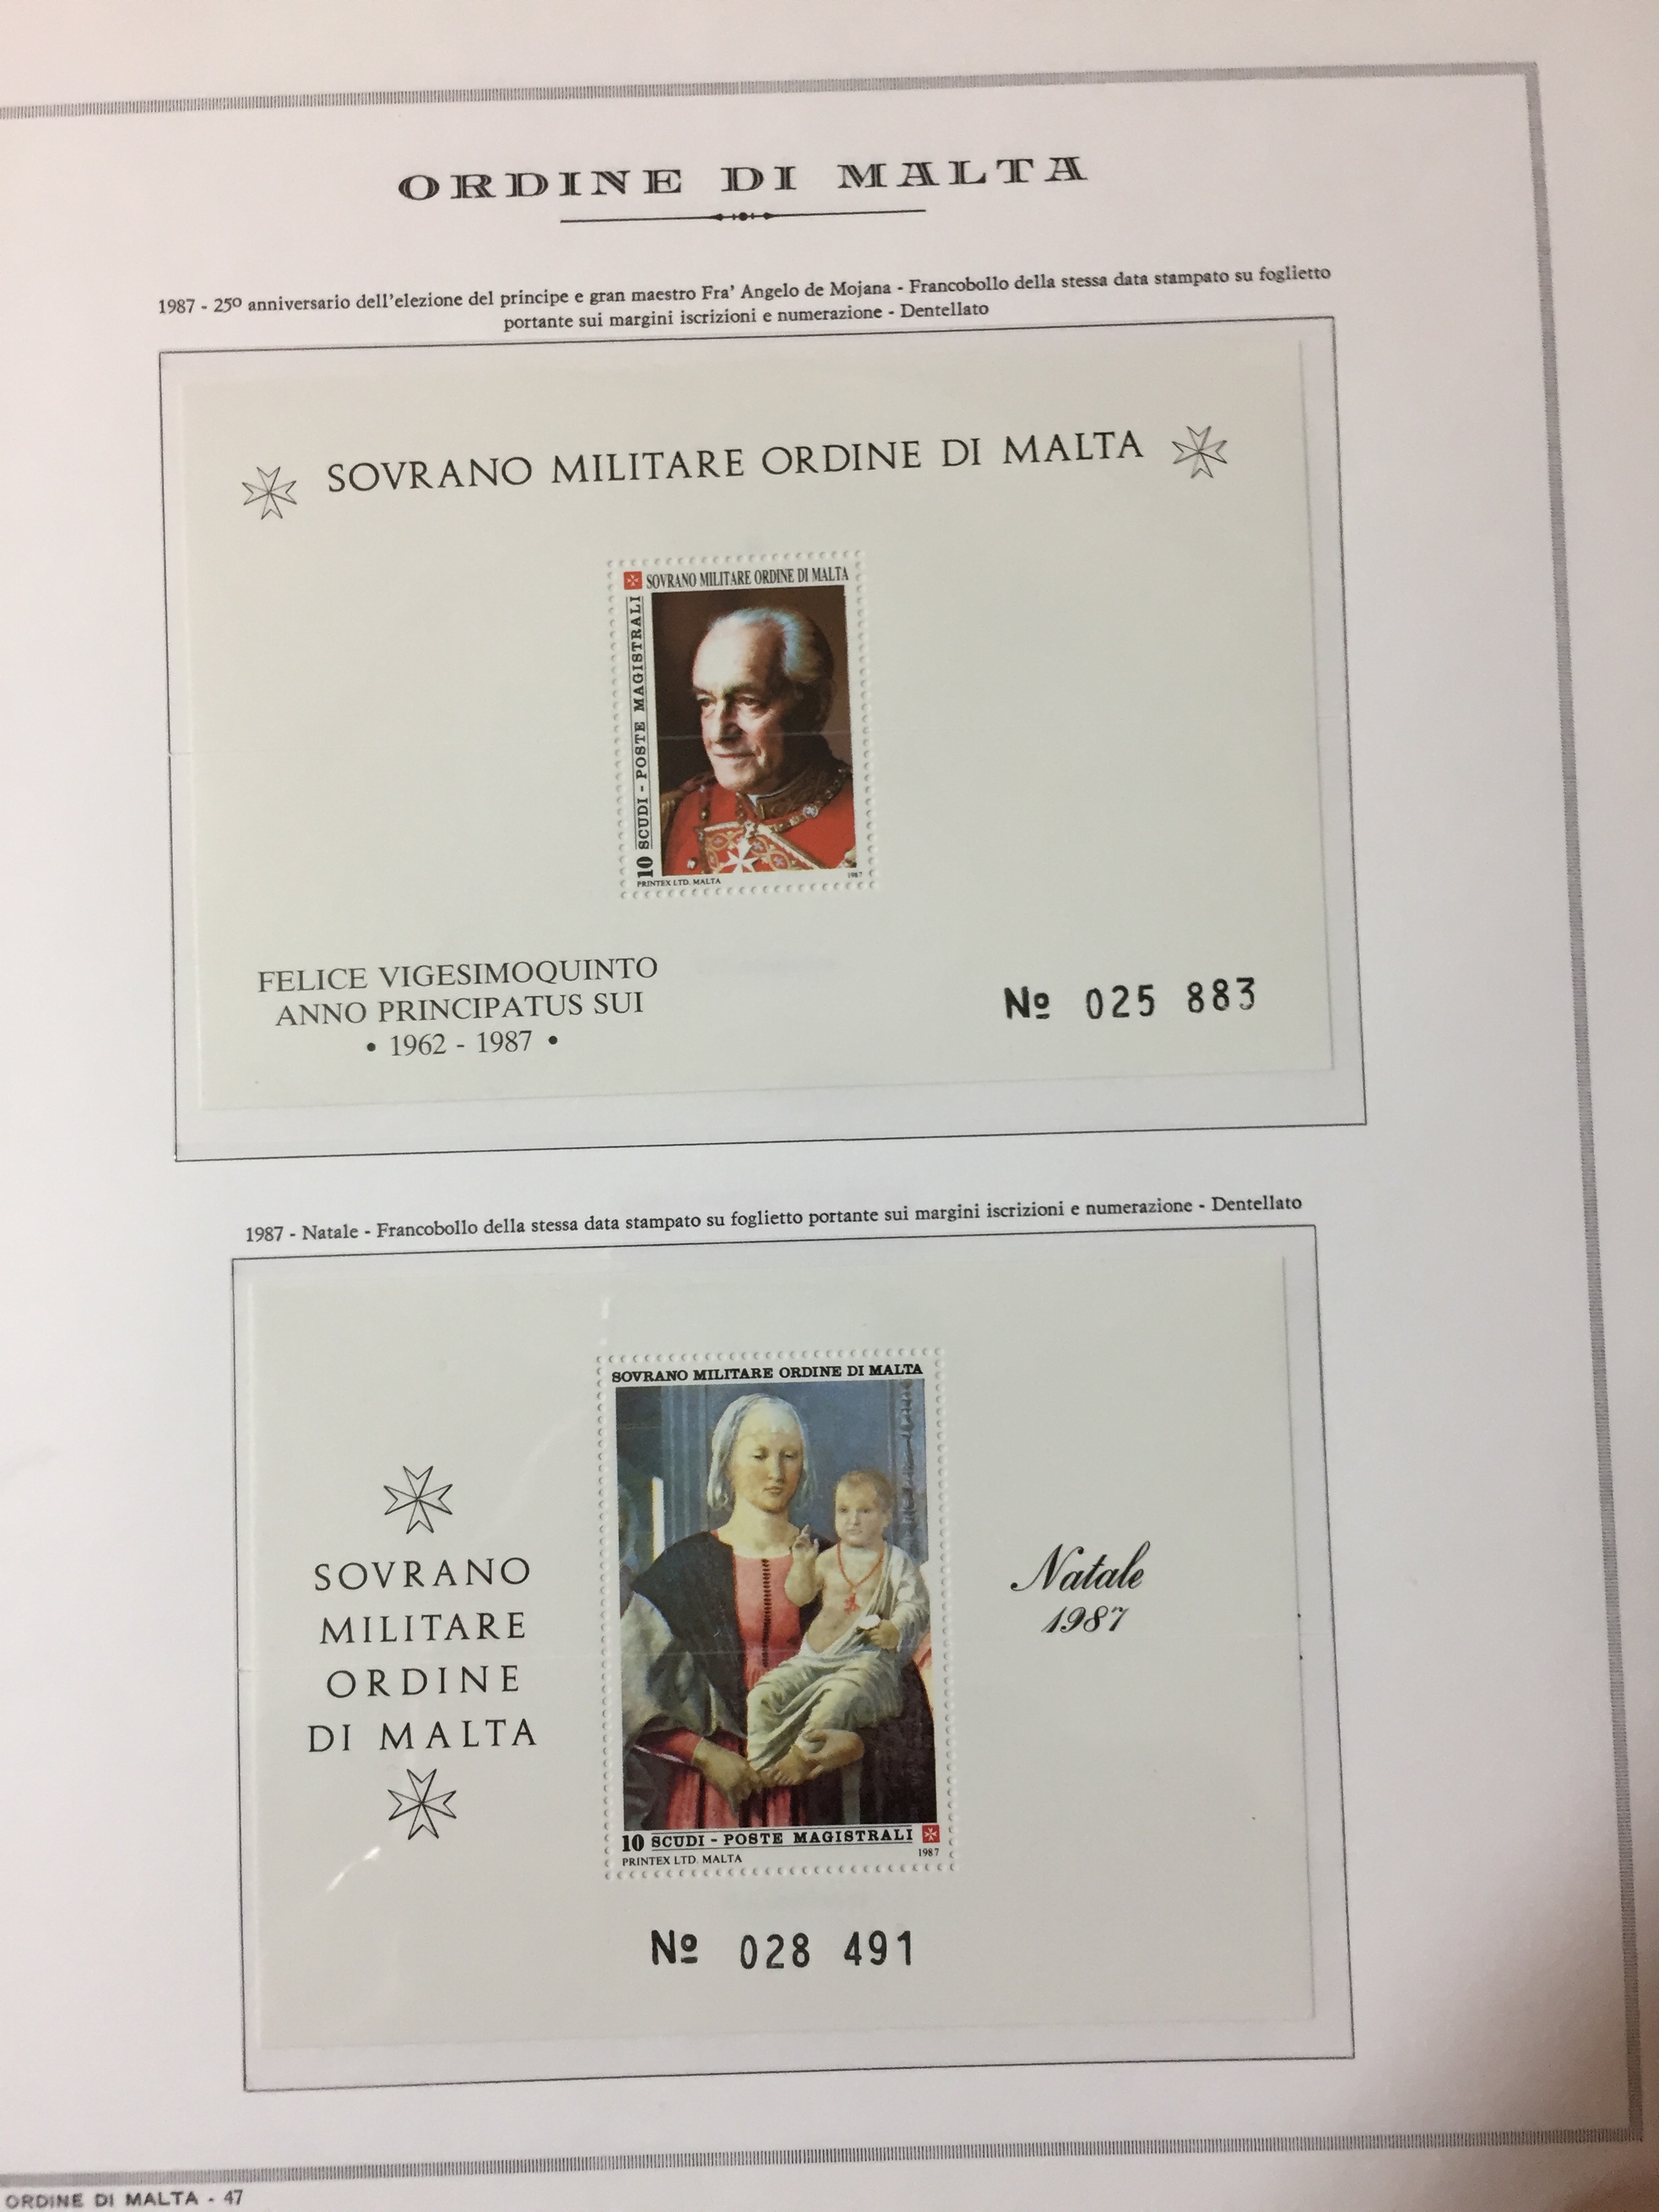 ORDINE DI MALTA
1987 - 25º anniversario dell'elezione del principe e gran maestro Fra' Angelo de Mojana - Francobollo della stessa data stampato su foglietto
portante sui margini iscrizioni e numerazione - Dentellato
SOVRANO MILITARE ORDINE DI MALTA
SOVRANO MILITARE ORDINE DI MALTA
10 SCUDI - POSTE MAGISTRALI
PRINTEX LTD. MALTA 1987
FELICE VIGESIMOQUINTO
ANNO PRINCIPATUS SUI
• 1962 - 1987 •
Nº 025 883
1987 - Natale - Francobollo della stessa data stampato su foglietto portante sui margini iscrizioni e numerazione - Dentellato
SOVRANO
MILITARE
ORDINE
DI MALTA
SOVRANO MILITARE ORDINE DI MALTA
10 SCUDI - POSTE MAGISTRALI
PRINTEX LTD. MALTA 1987
Natale
1987
Nº 028 491
ORDINE DI MALTA - 47